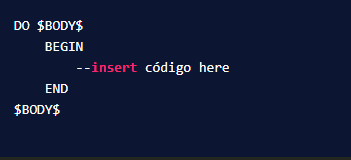 DO $BODY$
BEGIN
--insert código here
END
$BODY$